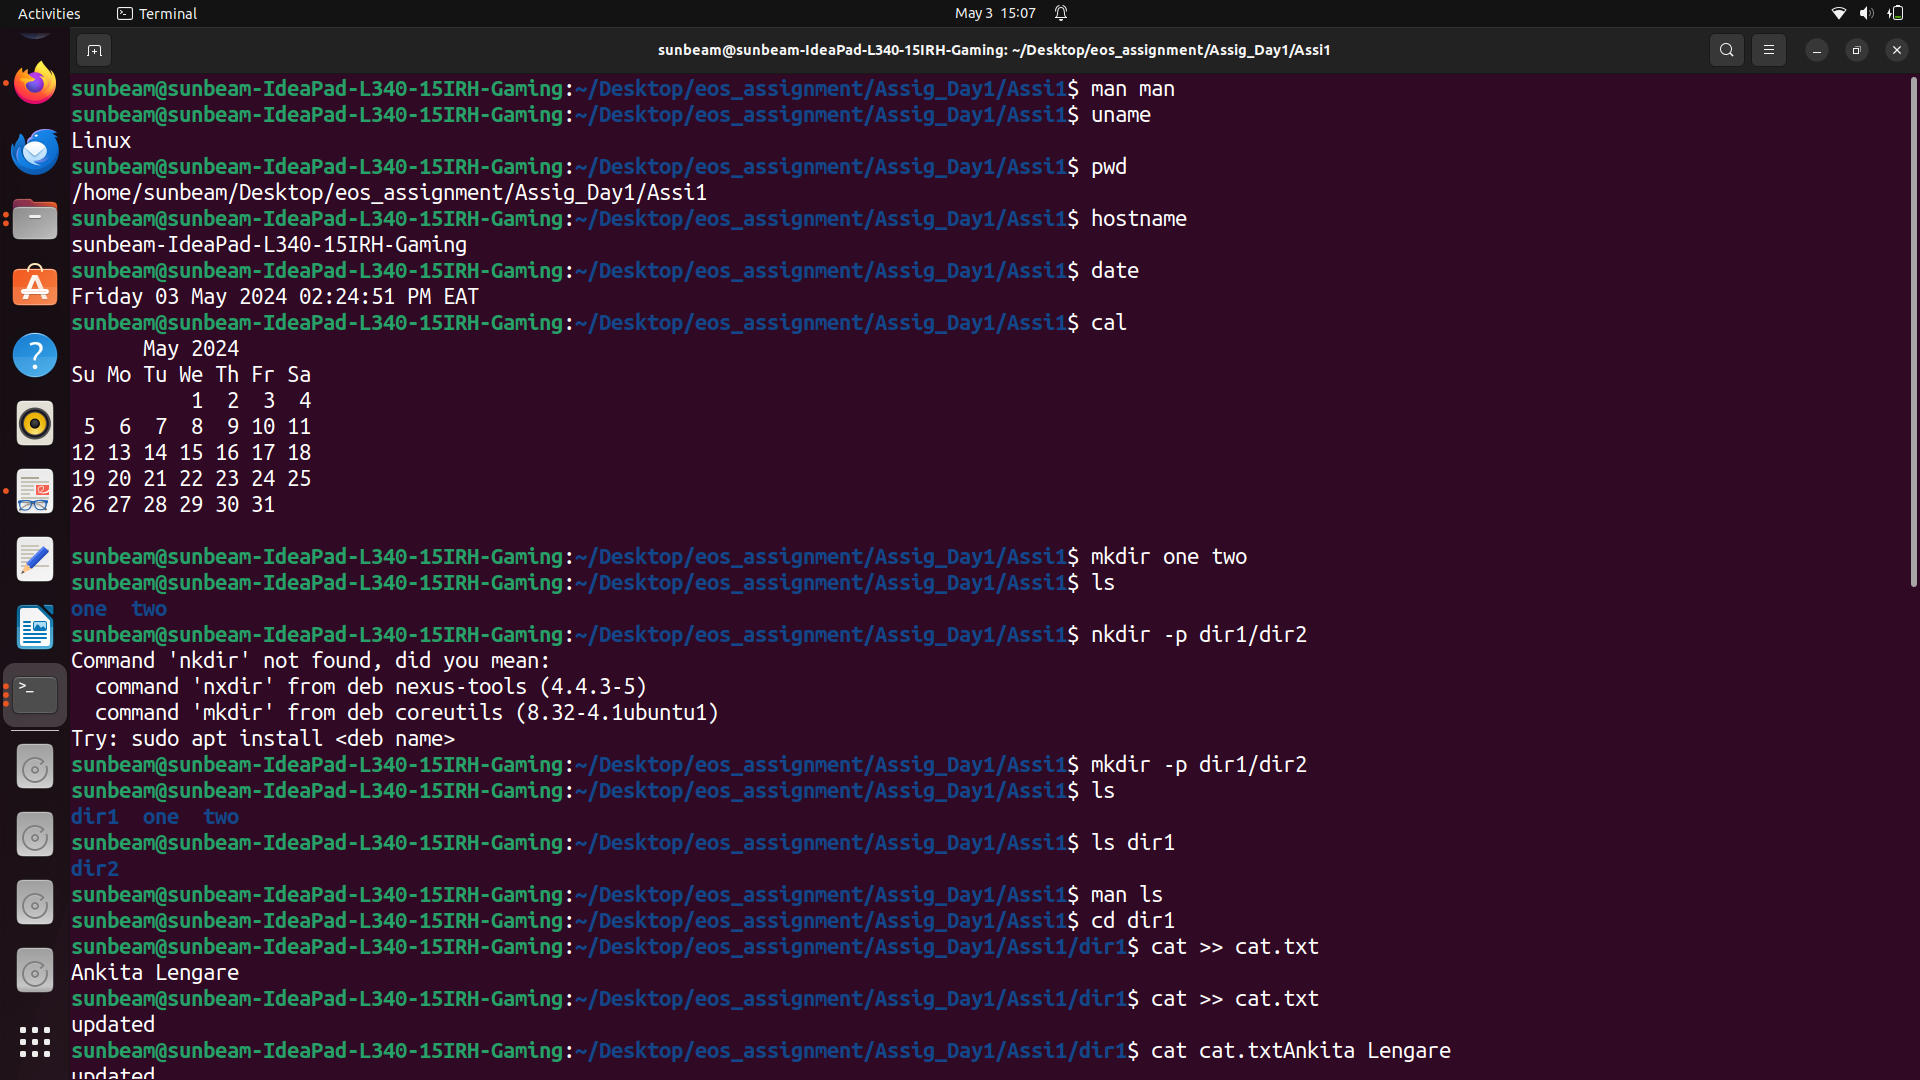 Activities Terminal May 3 15:07
sunbeam@sunbeam-IdeaPad-L340-15IRH-Gaming: ~/Desktop/eos_assignment/Assig_Day1/Assi1
sunbeam@sunbeam-IdeaPad-L340-15IRH-Gaming:~/Desktop/eos_assignment/Assig_Day1/Assi1$ man man
sunbeam@sunbeam-IdeaPad-L340-15IRH-Gaming:~/Desktop/eos_assignment/Assig_Day1/Assi1$ uname
Linux
sunbeam@sunbeam-IdeaPad-L340-15IRH-Gaming:~/Desktop/eos_assignment/Assig_Day1/Assi1$ pwd
/home/sunbeam/Desktop/eos_assignment/Assig_Day1/Assi1
sunbeam@sunbeam-IdeaPad-L340-15IRH-Gaming:~/Desktop/eos_assignment/Assig_Day1/Assi1$ hostname
sunbeam-IdeaPad-L340-15IRH-Gaming
sunbeam@sunbeam-IdeaPad-L340-15IRH-Gaming:~/Desktop/eos_assignment/Assig_Day1/Assi1$ date
Friday 03 May 2024 02:24:51 PM EAT
sunbeam@sunbeam-IdeaPad-L340-15IRH-Gaming:~/Desktop/eos_assignment/Assig_Day1/Assi1$ cal
      May 2024
Su Mo Tu We Th Fr Sa
          1  2  3  4
 5  6  7  8  9 10 11
12 13 14 15 16 17 18
19 20 21 22 23 24 25
26 27 28 29 30 31
sunbeam@sunbeam-IdeaPad-L340-15IRH-Gaming:~/Desktop/eos_assignment/Assig_Day1/Assi1$ mkdir one two
sunbeam@sunbeam-IdeaPad-L340-15IRH-Gaming:~/Desktop/eos_assignment/Assig_Day1/Assi1$ ls
one  two
sunbeam@sunbeam-IdeaPad-L340-15IRH-Gaming:~/Desktop/eos_assignment/Assig_Day1/Assi1$ nkdir -p dir1/dir2
Command 'nkdir' not found, did you mean:
  command 'nxdir' from deb nexus-tools (4.4.3-5)
  command 'mkdir' from deb coreutils (8.32-4.1ubuntu1)
Try: sudo apt install <deb name>
sunbeam@sunbeam-IdeaPad-L340-15IRH-Gaming:~/Desktop/eos_assignment/Assig_Day1/Assi1$ mkdir -p dir1/dir2
sunbeam@sunbeam-IdeaPad-L340-15IRH-Gaming:~/Desktop/eos_assignment/Assig_Day1/Assi1$ ls
dir1  one  two
sunbeam@sunbeam-IdeaPad-L340-15IRH-Gaming:~/Desktop/eos_assignment/Assig_Day1/Assi1$ ls dir1
dir2
sunbeam@sunbeam-IdeaPad-L340-15IRH-Gaming:~/Desktop/eos_assignment/Assig_Day1/Assi1$ man ls
sunbeam@sunbeam-IdeaPad-L340-15IRH-Gaming:~/Desktop/eos_assignment/Assig_Day1/Assi1$ cd dir1
sunbeam@sunbeam-IdeaPad-L340-15IRH-Gaming:~/Desktop/eos_assignment/Assig_Day1/Assi1/dir1$ cat >> cat.txt
Ankita Lengare
sunbeam@sunbeam-IdeaPad-L340-15IRH-Gaming:~/Desktop/eos_assignment/Assig_Day1/Assi1/dir1$ cat >> cat.txt
updated
sunbeam@sunbeam-IdeaPad-L340-15IRH-Gaming:~/Desktop/eos_assignment/Assig_Day1/Assi1/dir1$ cat cat.txtAnkita Lengare
updated